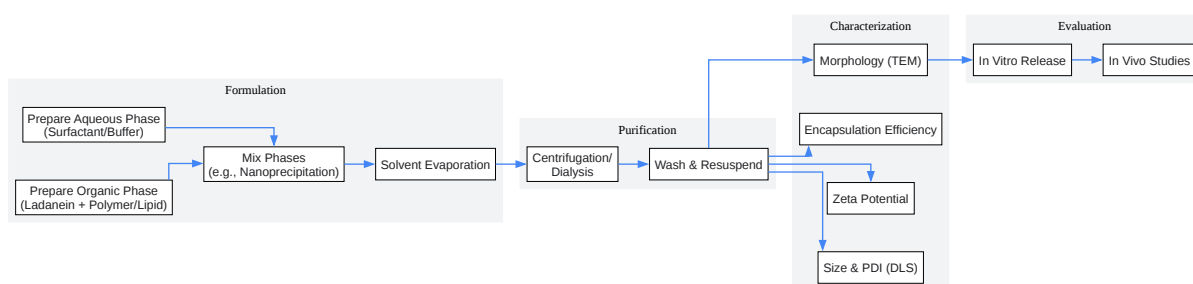 Formulation
Prepare Aqueous Phase
(Surfactant/Buffer)
Prepare Organic Phase
(Ladanein + Polymer/Lipid)
Mix Phases
(e.g., Nanoprecipitation)
Solvent Evaporation
Purification
Centrifugation/
Dialysis
Wash & Resuspend
Characterization
Morphology (TEM)
Encapsulation Efficiency
Zeta Potential
Size & PDI (DLS)
Evaluation
In Vitro Release
In Vivo Studies